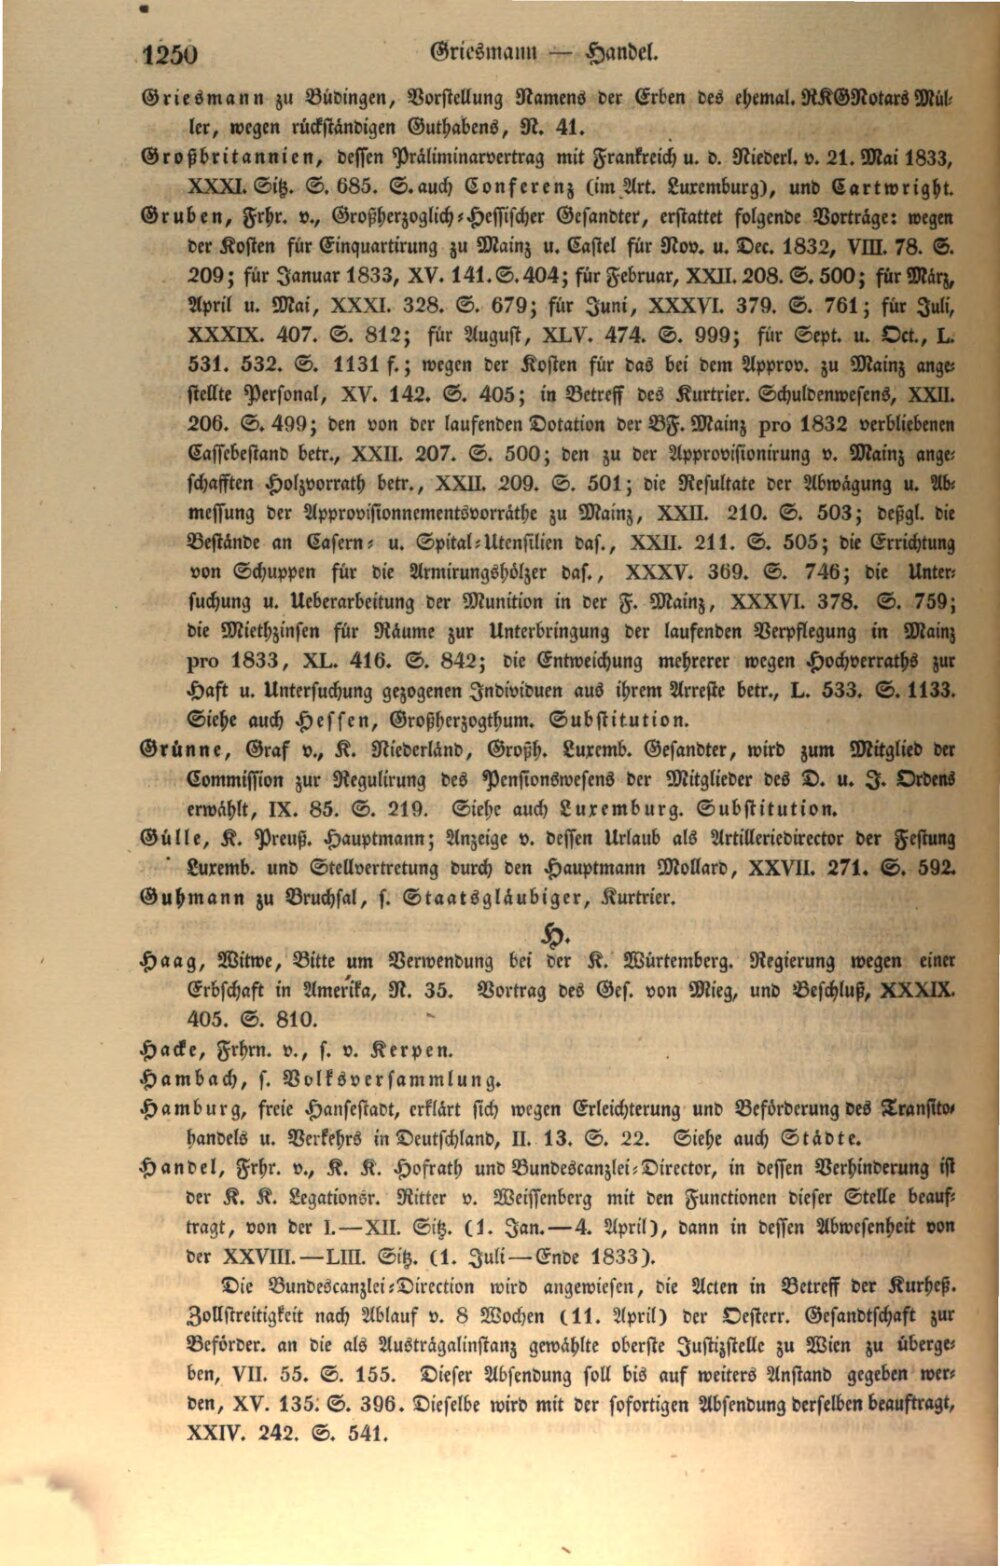 1250 Griesmann — Handel.
Griesmann zu Büdingen, Vorstellung Namens der Erben des ehemal. RKGNotars Mül-
ler, wegen rückständigen Guthabens, N. 41.
Großbritannien, dessen Präliminarvertrag mit Frankreich u. d. Niederl. v. 21. Mai 1833,
XXXI. Sitz. S. 685. S. auch Conferenz (im Art. Luxemburg), und Cartwright.
Gruben, Frhr. v., Großherzoglich-Hessischer Gesandter, erstattet folgende Vorträge: wegen
der Kosten für Einquartirung zu Mainz u. Castel für Nov. u. Dec. 1832, VIII. 78. S.
209; für Januar 1833, XV. 141. S. 404; für Februar, XXII. 208. S. 500; für März,
April u. Mai, XXXI. 328. S. 679; für Juni, XXXVI. 379. S. 761; für Juli,
XXXIX. 407. S. 812; für August, XLV. 474. S. 999; für Sept. u. Oct., L.
531. 532. S. 1131 f.; wegen der Kosten für das bei dem Approv. zu Mainz ange-
stellte Personal, XV. 142. S. 405; in Betreff des Kurtrier. Schuldenwesens, XXII.
206. S. 499; den von der laufenden Dotation der BF. Mainz pro 1832 verbliebenen
Cassebestand betr., XXII. 207. S. 500; den zu der Approvisionirung v. Mainz ange-
schafften Holzvorrath betr., XXII. 209. S. 501; die Resultate der Abwägung u. Ab-
messung der Approvisionnementsvorräthe zu Mainz, XXII. 210. S. 503; deßgl. die
Bestände an Casern- u. Spital-Utensilien das., XXII. 211. S. 505; die Errichtung
von Schuppen für die Armirungshölzer das., XXXV. 369. S. 746; die Unter-
suchung u. Ueberarbeitung der Munition in der F. Mainz, XXXVI. 378. S. 759;
die Miethzinsen für Räume zur Unterbringung der laufenden Verpflegung in Mainz
pro 1833, XL. 416. S. 842; die Entweichung mehrerer wegen Hochverraths zur
Haft u. Untersuchung gezogenen Individuen aus ihrem Arreste betr., L. 533. S. 1133.
Siehe auch Hessen, Großherzogthum. Substitution.
Grünne, Graf v., K. Niederländ, Großh. Luxemb. Gesandter, wird zum Mitglied der
Commission zur Regulirung des Pensionswesens der Mitglieder des D. u. J. Ordens
erwählt, IX. 85. S. 219. Siehe auch Luxemburg. Substitution.
Gülle, K. Preuß. Hauptmann; Anzeige v. dessen Urlaub als Artilleriedirector der Festung
Luxemb. und Stellvertretung durch den Hauptmann Mollard, XXVII. 271. S. 592.
Guhmann zu Bruchsal, s. Staatsgläubiger, Kurtrier.
H.
Haag, Witwe, Bitte um Verwendung bei der K. Würtemberg. Regierung wegen einer
Erbschaft in Amerika, N. 35. Vortrag des Ges. von Mieg, und Beschluß, XXXIX.
405. S. 810.
Hacke, Frhrn. v., s. v. Kerpen.
Hambach, s. Volksversammlung.
Hamburg, freie Hansestadt, erklärt sich wegen Erleichterung und Beförderung des Transito-
handels u. Verkehrs in Deutschland, II. 13. S. 22. Siehe auch Städte.
Handel, Frhr. v., K. K. Hofrath und Bundescanzlei-Director, in dessen Verhinderung ist
der K. K. Legationsr. Ritter v. Weissenberg mit den Functionen dieser Stelle beauf-
tragt, von der I.—XII. Sitz. (1. Jan.—4. April), dann in dessen Abwesenheit von
der XXVIII.—LIII. Sitz. (1. Juli—Ende 1833).
Die Bundescanzlei-Direction wird angewiesen, die Acten in Betreff der Kurheß.
Zollstreitigkeit nach Ablauf v. 8 Wochen (11. April) der Oesterr. Gesandtschaft zur
Beförder. an die als Austrägalinstanz gewählte oberste Justizstelle zu Wien zu überge-
ben, VII. 55. S. 155. Dieser Absendung soll bis auf weiters Anstand gegeben wer-
den, XV. 135. S. 396. Dieselbe wird mit der sofortigen Absendung derselben beauftragt,
XXIV. 242. S. 541.